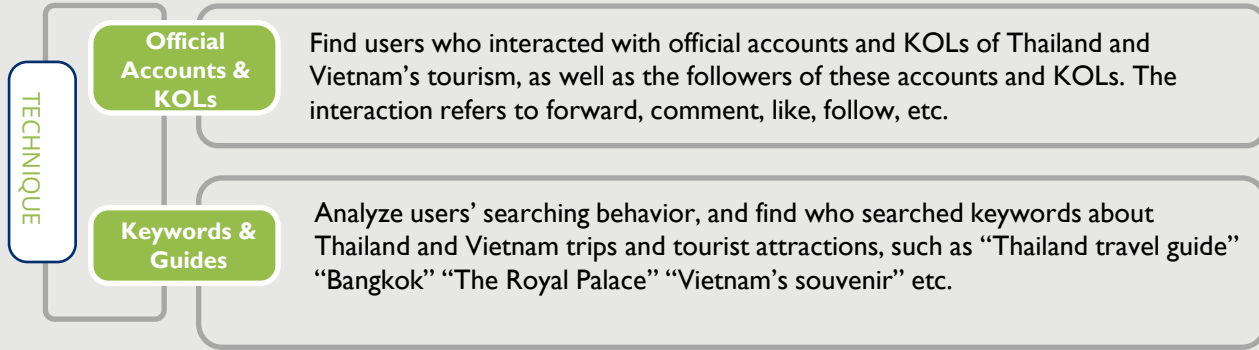 TECHNIQUE
Official
Accounts &
KOLs
Find users who interacted with official accounts and KOLs of Thailand and
Vietnam’s tourism, as well as the followers of these accounts and KOLs. The
interaction refers to forward, comment, like, follow, etc.
Keywords &
Guides
Analyze users’ searching behavior, and find who searched keywords about
Thailand and Vietnam trips and tourist attractions, such as “Thailand travel guide”
“Bangkok” “The Royal Palace” “Vietnam’s souvenir” etc.